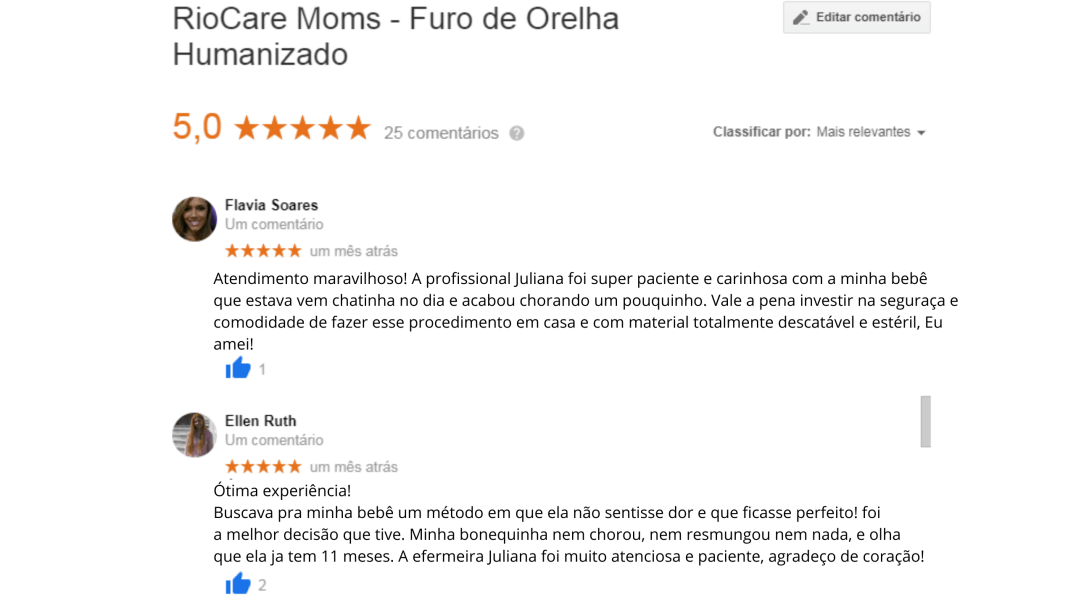 RioCare Moms - Furo de Orelha
Humanizado
Editar comentário
5,0
25 comentários
Classificar por: Mais relevantes
Flavia Soares
Um comentário
um mês atrás
Atendimento maravilhoso! A profissional Juliana foi super paciente e carinhosa com a minha bebê
que estava vem chatinha no dia e acabou chorando um pouquinho. Vale a pena investir na seguraça e
comodidade de fazer esse procedimento em casa e com material totalmente descatável e estéril, Eu
amei!
1
Ellen Ruth
Um comentário
um mês atrás
Ótima experiência!
Buscava pra minha bebê um método em que ela não sentisse dor e que ficasse perfeito! foi
a melhor decisão que tive. Minha bonequinha nem chorou, nem resmungou nem nada, e olha
que ela ja tem 11 meses. A efermeira Juliana foi muito atenciosa e paciente, agradeço de coração!
2